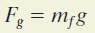 F_g = m_f g